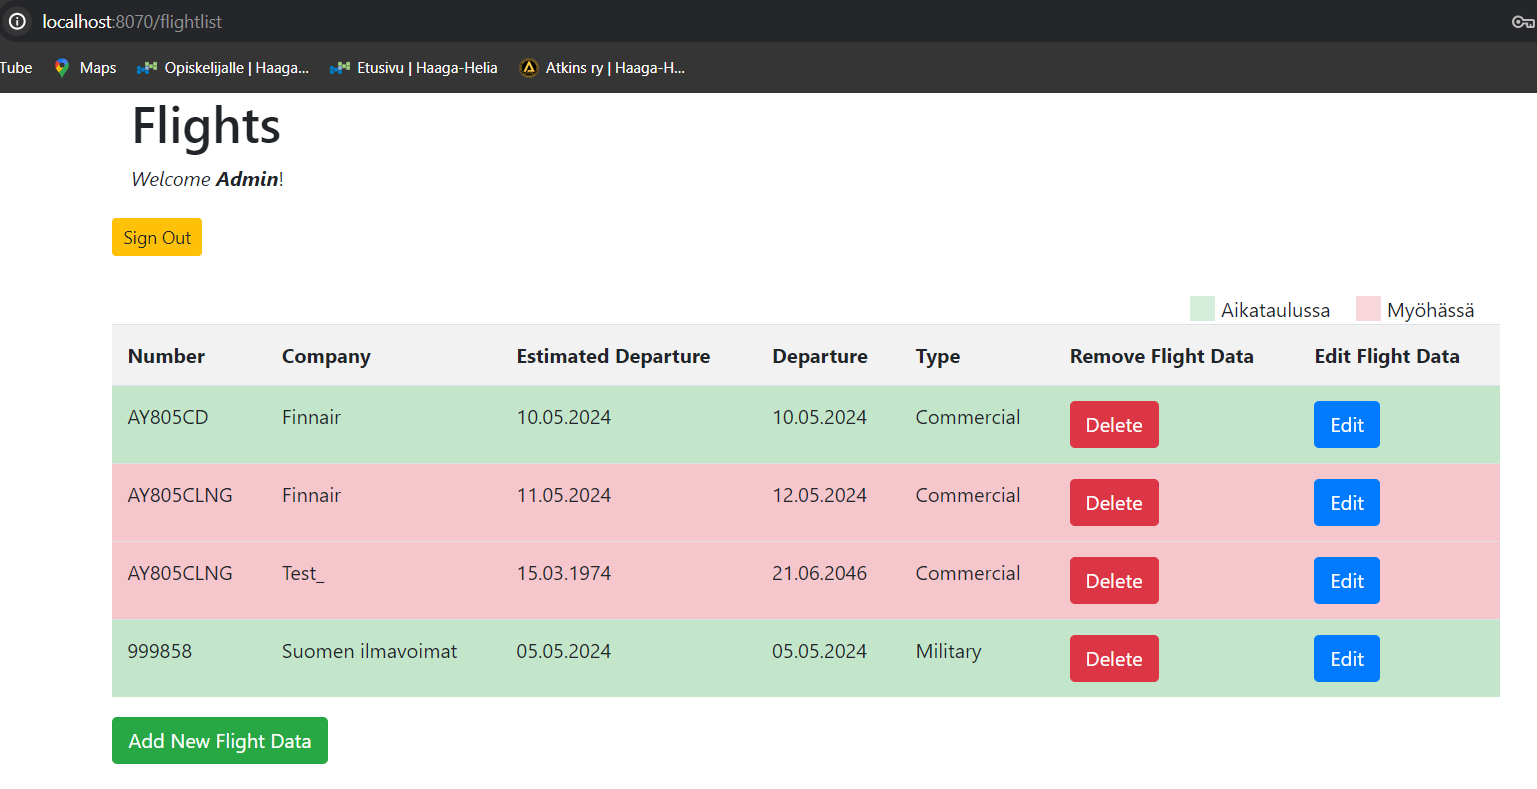 localhost:8070/flightlist
Tube Maps Opiskelijalle | Haaga... Etusivu | Haaga-Helia Atkins ry | Haaga-H...
Flights
Welcome Admin!
Sign Out
Aikataulussa Myöhässä
Number Company Estimated Departure Departure Type Remove Flight Data Edit Flight Data
AY805CD Finnair 10.05.2024 10.05.2024 Commercial Delete Edit
AY805CLNG Finnair 11.05.2024 12.05.2024 Commercial Delete Edit
AY805CLNG Test_ 15.03.1974 21.06.2046 Commercial Delete Edit
999858 Suomen ilmavoimat 05.05.2024 05.05.2024 Military Delete Edit
Add New Flight Data